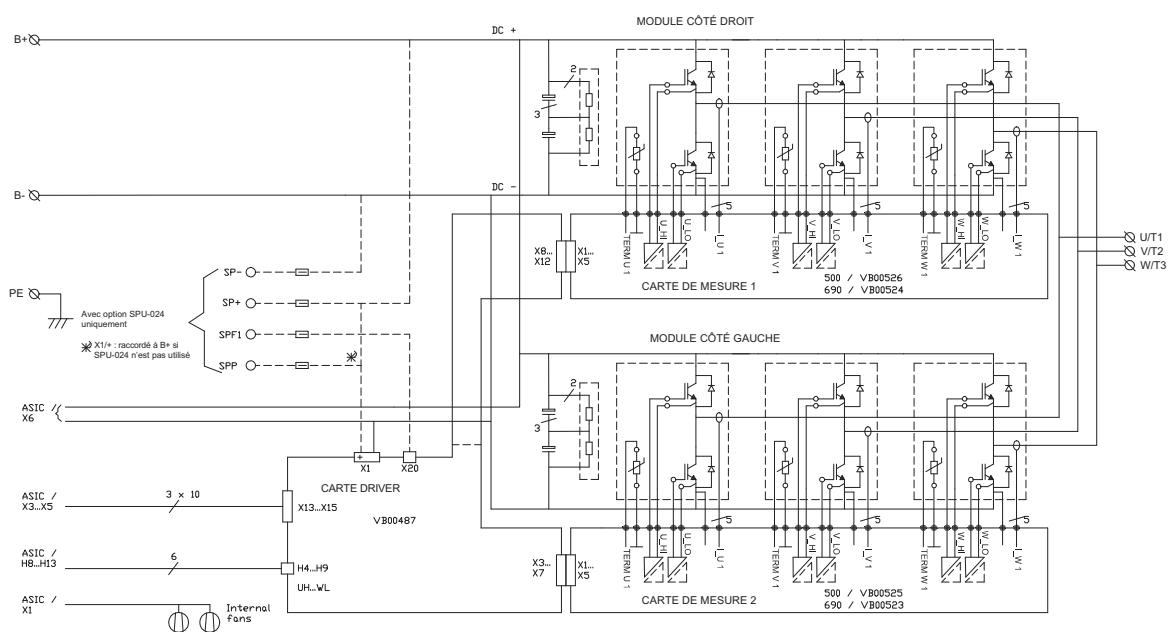 MODULE CÔTÉ DROIT
B+
DC +
2
3
B-
DC -
5
5
5
TERM U 1
U_HI
U_LO
I_U 1
TERM V 1
V_HI
V_LO
I_V 1
TERM W 1
W_HI
W_LO
I_W 1
U/T1
V/T2
W/T3
X8...
X12
X1...
X5
CARTE DE MESURE 1
500 / VB00526
690 / VB00524
SP-
SP+
SPF1
SPP
PE
Avec option SPU-024
uniquement
X1/+ : raccordé à B+ si
SPU-024 n'est pas utilisé
MODULE CÔTÉ GAUCHE
2
3
ASIC //
X6
+
X1
X20
CARTE DRIVER
VB00487
ASIC /
X3...X5
3 x 10
X13...X15
ASIC /
H8...H13
6
H4...H9
UH...WL
ASIC /
X1
Internal
fans
5
5
5
TERM U 1
U_HI
U_LO
I_U 1
TERM V 1
V_HI
V_LO
I_V 1
TERM W 1
W_HI
W_LO
I_W 1
X3...
X7
X1...
X5
CARTE DE MESURE 2
500 / VB00525
690 / VB00523